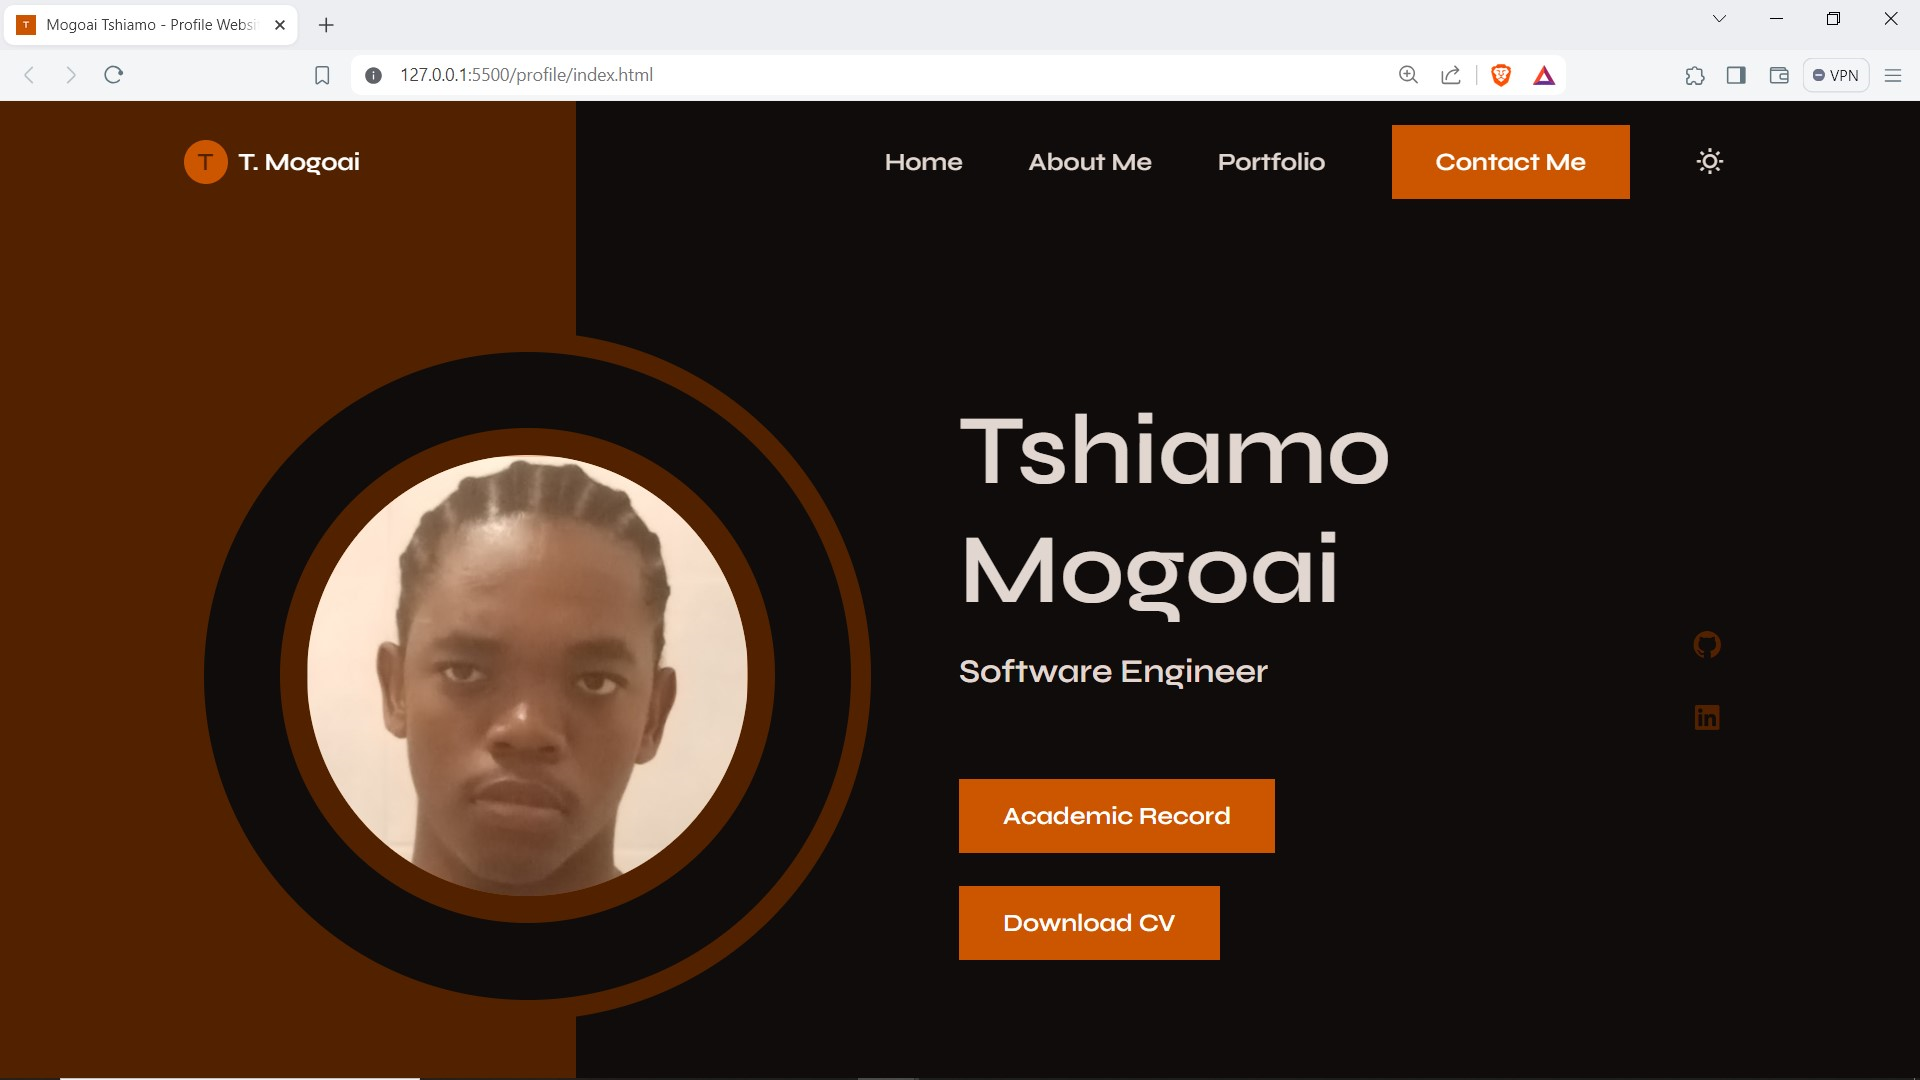 T
Mogoai Tshiamo - Profile Websi
127.0.0.1:5500/profile/index.html
VPN
T
T. Mogoai
Home
About Me
Portfolio
Contact Me
Tshiamo
Mogoai
Software Engineer
in
Academic Record
Download CV